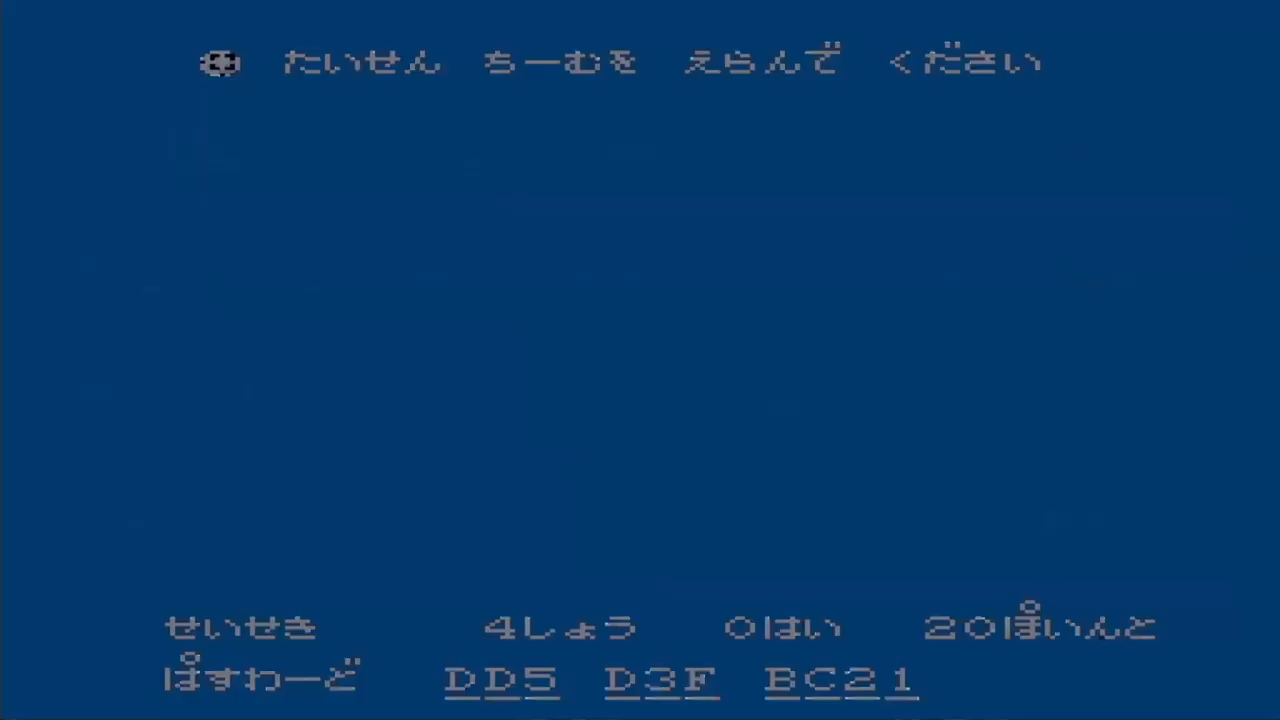 たいせん ちーむを えらんで ください
せいせき 4しょう 0はい 20ぽいんと
ぱすわーど DD5 D3F BC21